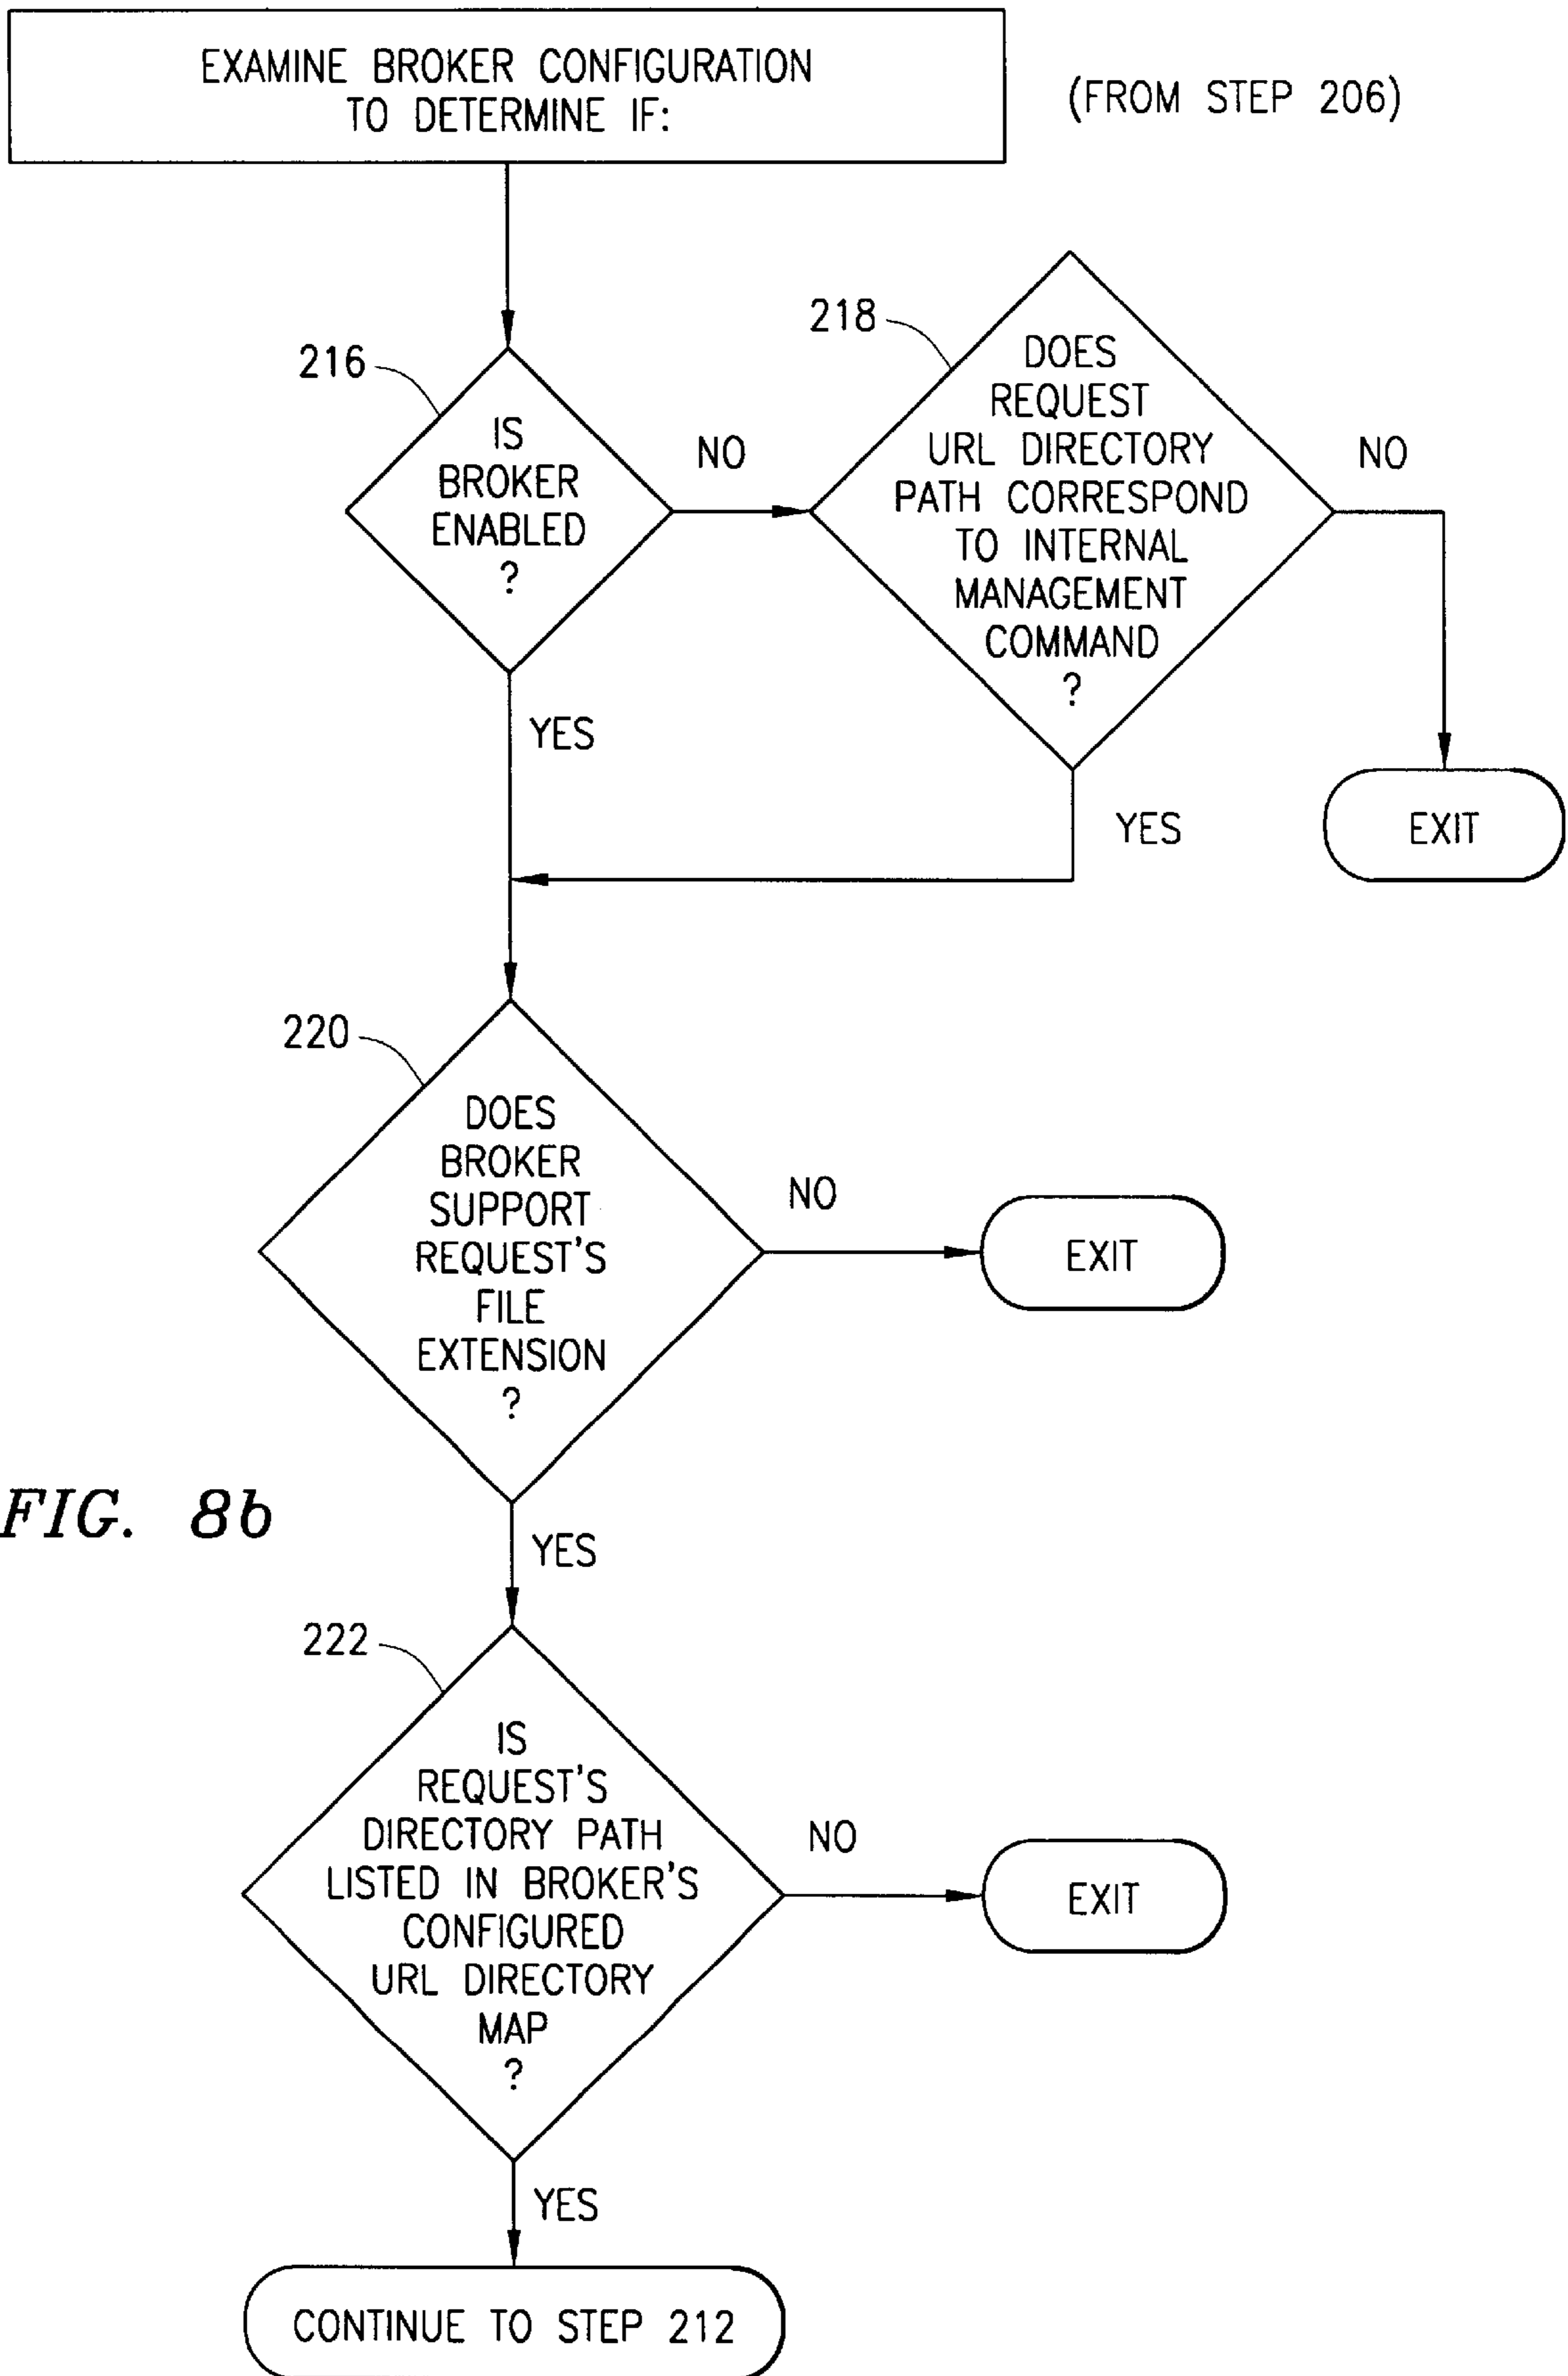 EXAMINE BROKER CONFIGURATION
TO DETERMINE IF:
(FROM STEP 206)
216
IS
BROKER
ENABLED
?
NO
YES
218
DOES
REQUEST
URL DIRECTORY
PATH CORRESPOND
TO INTERNAL
MANAGEMENT
COMMAND
?
NO
EXIT
YES
220
DOES
BROKER
SUPPORT
REQUEST'S
FILE
EXTENSION
?
NO
EXIT
FIG. 8b
YES
222
IS
REQUEST'S
DIRECTORY PATH
LISTED IN BROKER'S
CONFIGURED
URL DIRECTORY
MAP
?
NO
EXIT
YES
CONTINUE TO STEP 212